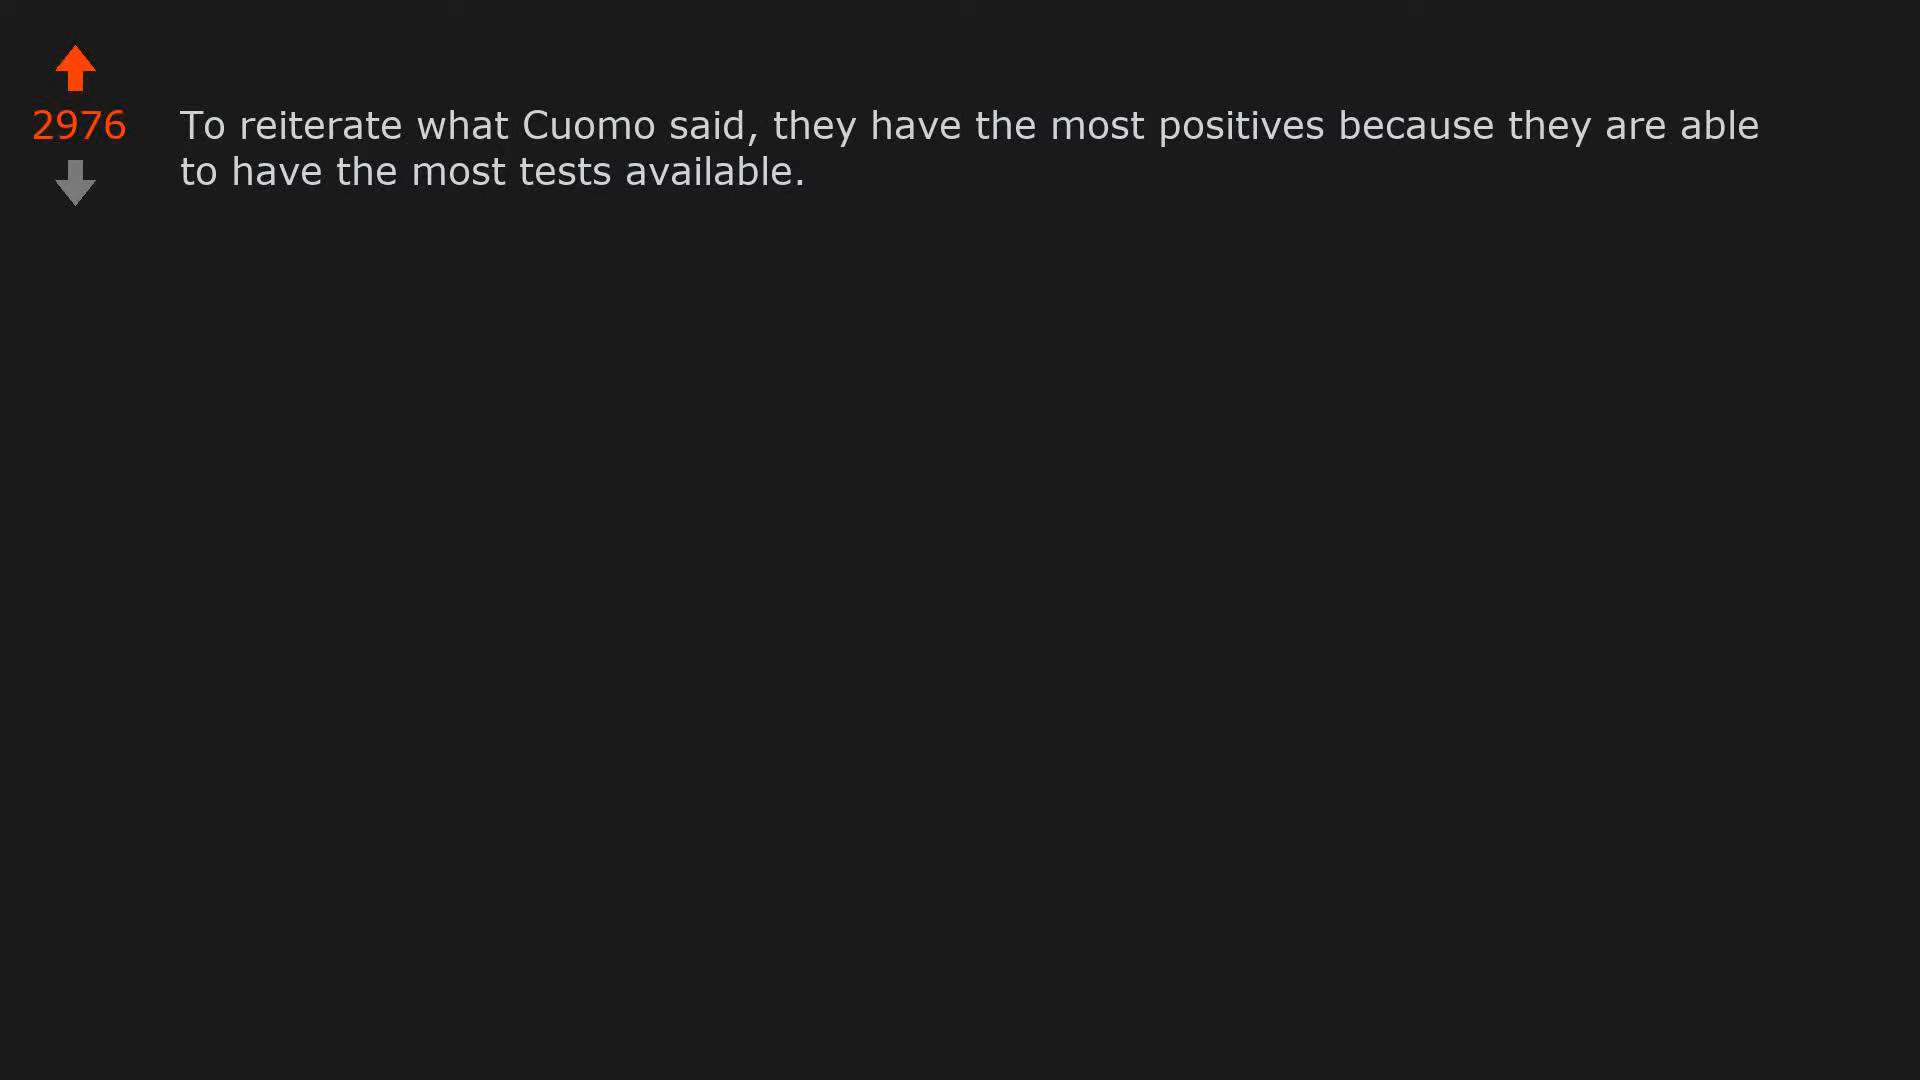 2976
To reiterate what Cuomo said, they have the most positives because they are able
to have the most tests available.